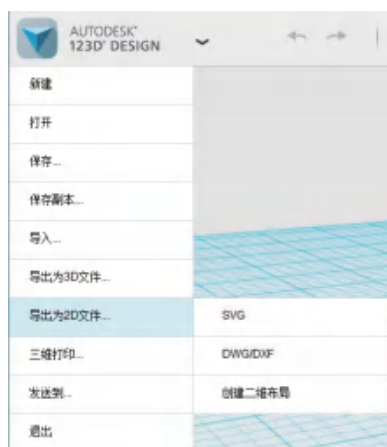 AUTODESK®
123D® DESIGN
新建
打开
保存...
保存副本...
导入...
导出为3D文件...
导出为2D文件...
SVG
三维打印...
DWG/DXF
发送到...
创建二维布局
退出